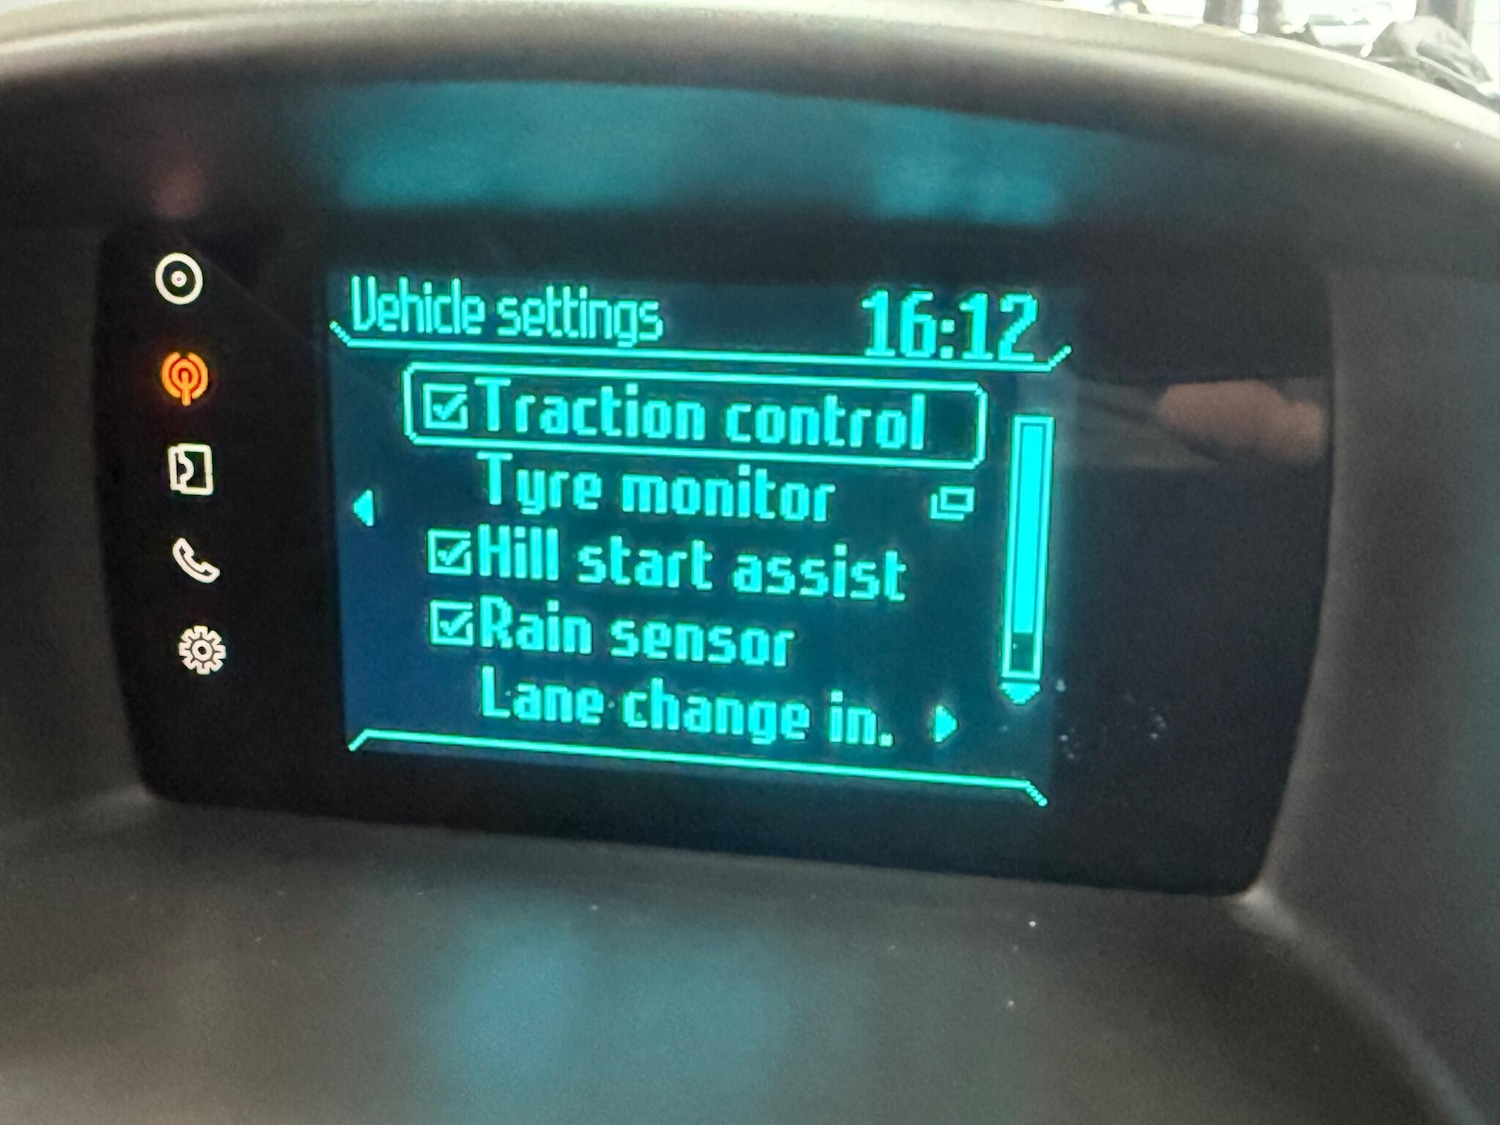 Vehicle settings 16:12
Traction control
Tyre monitor
Hill start assist
Rain sensor
Lane change in.